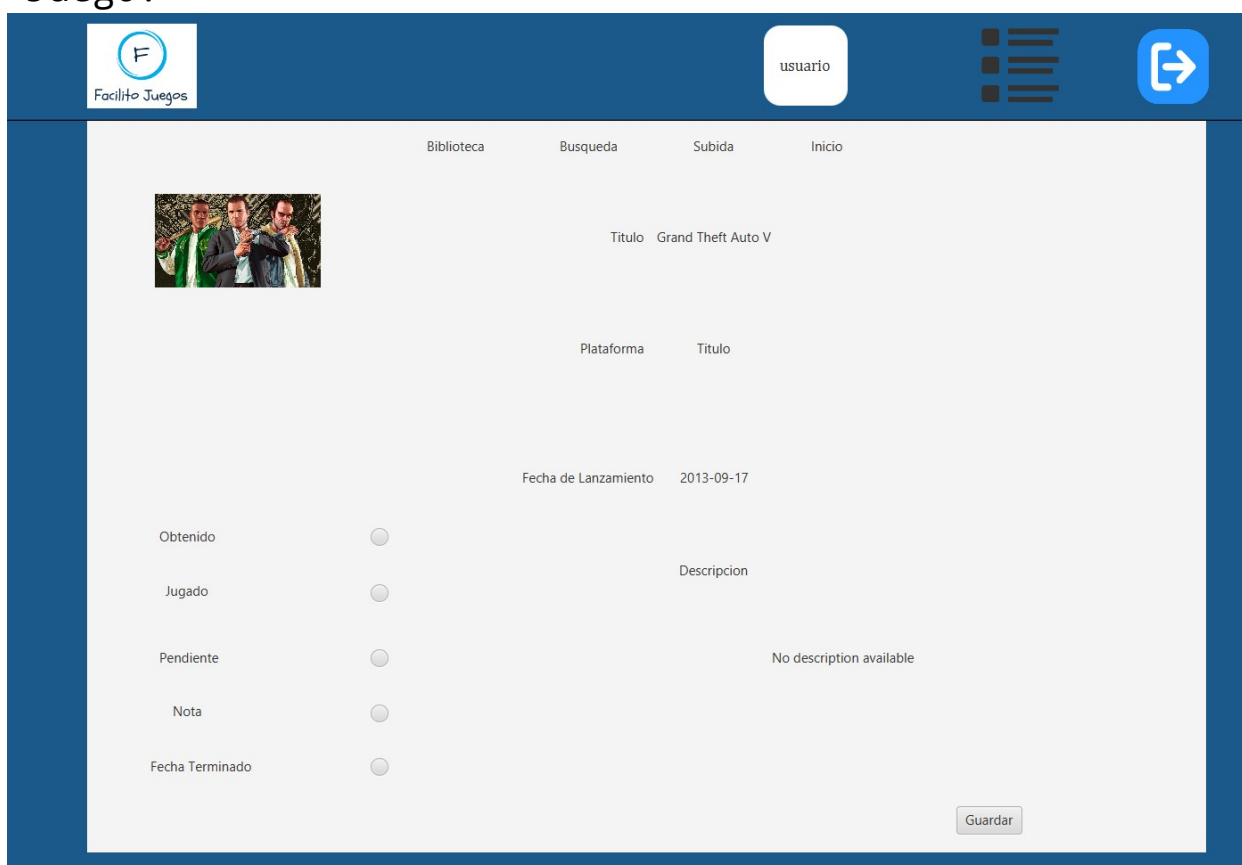 F
Facilito Juegos
usuario
Biblioteca Busqueda Subida Inicio
Titulo Grand Theft Auto V
Plataforma Titulo
Fecha de Lanzamiento 2013-09-17
Obtenido
Descripcion
Jugado
Pendiente
No description available
Nota
Fecha Terminado
Guardar